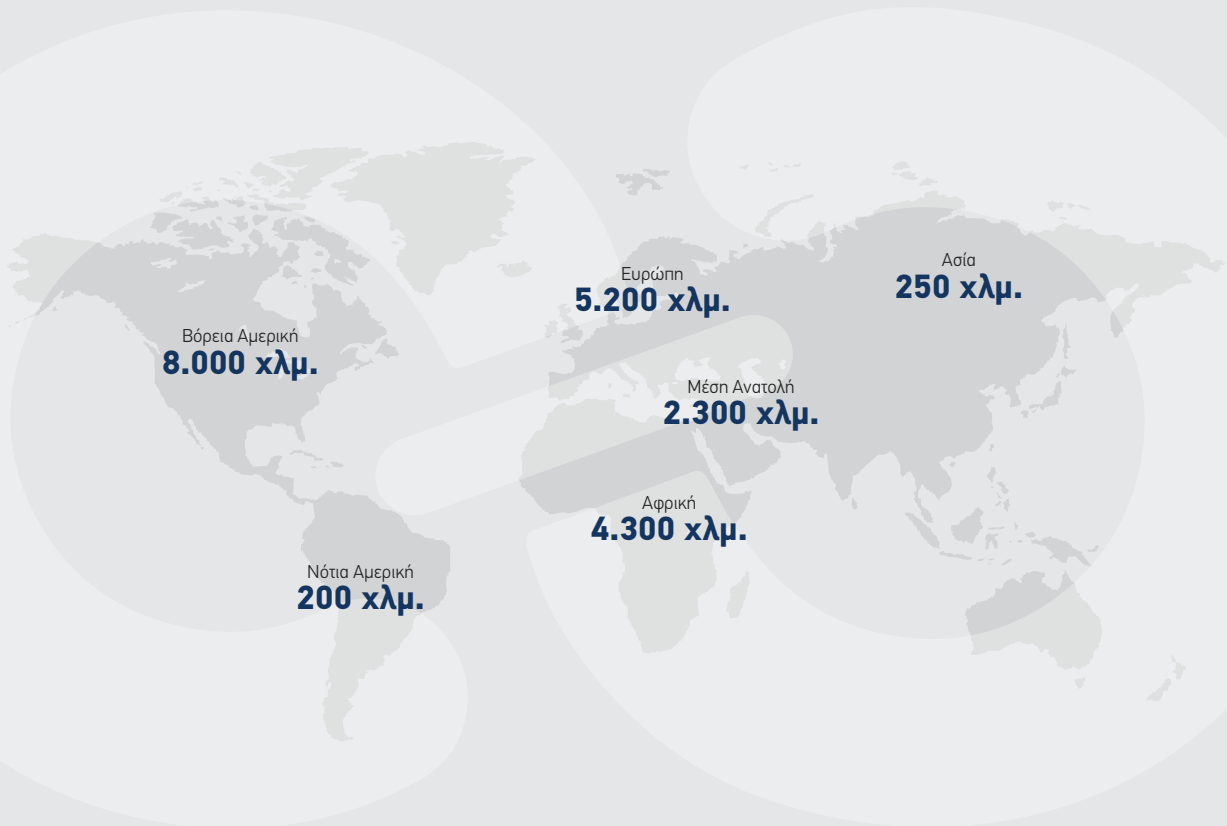 Ασία
250 χλμ.
Ευρώπη
5.200 χλμ.
Βόρεια Αμερική
8.000 χλμ.
Μέση Ανατολή
2.300 χλμ.
Αφρική
4.300 χλμ.
Νότια Αμερική
200 χλμ.